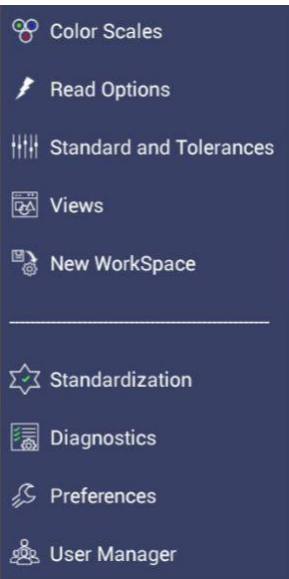 Color Scales
Read Options
Standard and Tolerances
Views
New WorkSpace
Standardization
Diagnostics
Preferences
User Manager